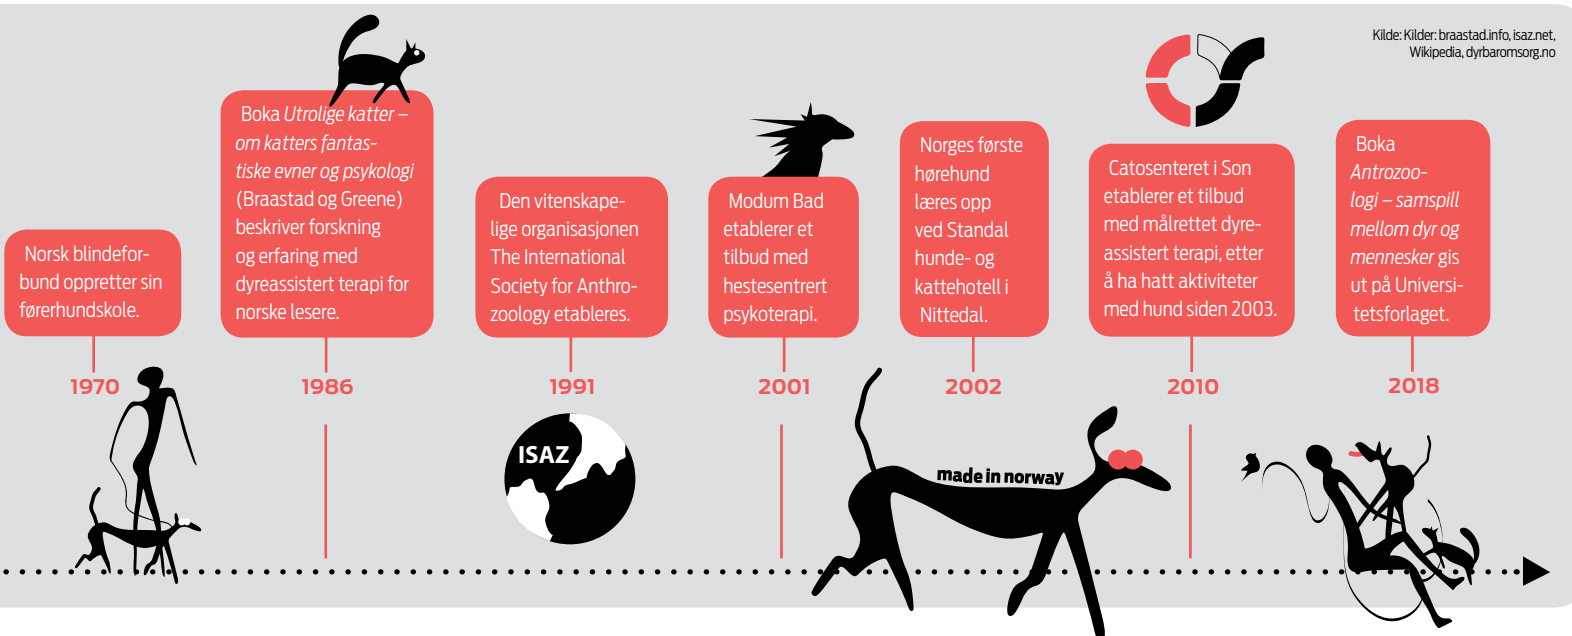 Kilde: Kilder: braastad.info, isaz.net,
Wikipedia, dyrbaromsorg.no
Norsk blindefor-
bund oppretter sin
førerhundskole.
1970
Boka Utrolige katter –
om katters fantas-
tiske evner og psykologi
(Braastad og Greene)
beskriver forskning
og erfaring med
dyreassistert terapi for
norske lesere.
1986
Den vitenskape-
lige organisasjonen
The International
Society for Anthro-
zoology etableres.
1991
ISAZ
Modum Bad
etablerer et
tilbud med
hestesentrert
psykoterapi.
2001
Norges første
hørehund
læres opp
ved Standal
hunde- og
kattehotell i
Nittedal.
2002
made in norway
Catosenteret i Son
etablerer et tilbud
med målrettet dyre-
assistert terapi, etter
å ha hatt aktiviteter
med hund siden 2003.
2010
Boka
Antrozoo-
logi – samspill
mellom dyr og
mennesker gis
ut på Universi-
tetsforlaget.
2018